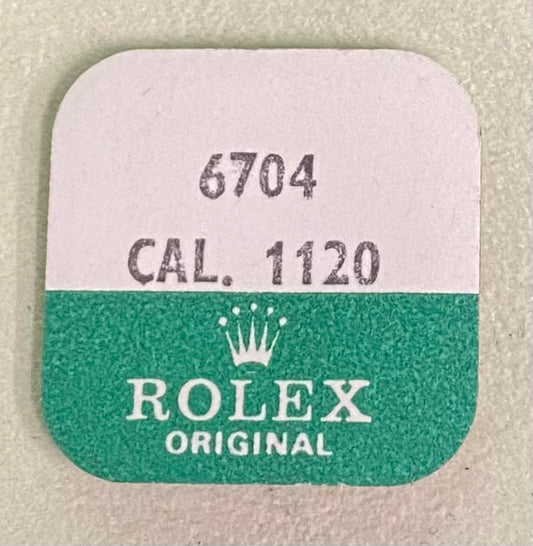 6704
CAL. 1120
ROLEX
ORIGINAL